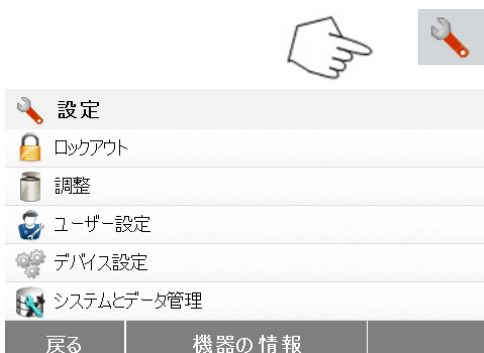 設定
ロックアウト
調整
ユーザー設定
デバイス設定
システムとデータ管理
戻る 機器の情報